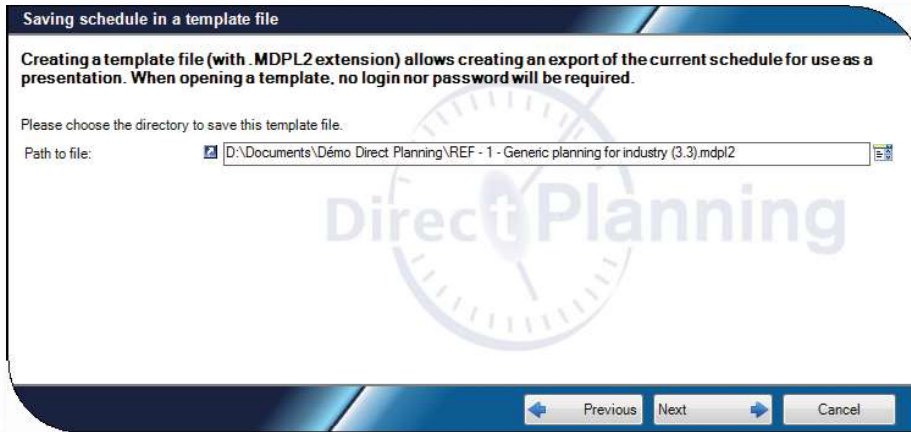 Saving schedule in a template file
Creating a template file (with .MDPL2 extension) allows creating an export of the current schedule for use as a
presentation. When opening a template, no login nor password will be required.
Please choose the directory to save this template file.
Path to file: D:\Documents\Démo Direct Planning\REF - 1 - Generic planning for industry (3.3).mdpl2
Direct Planning
Previous Next Cancel